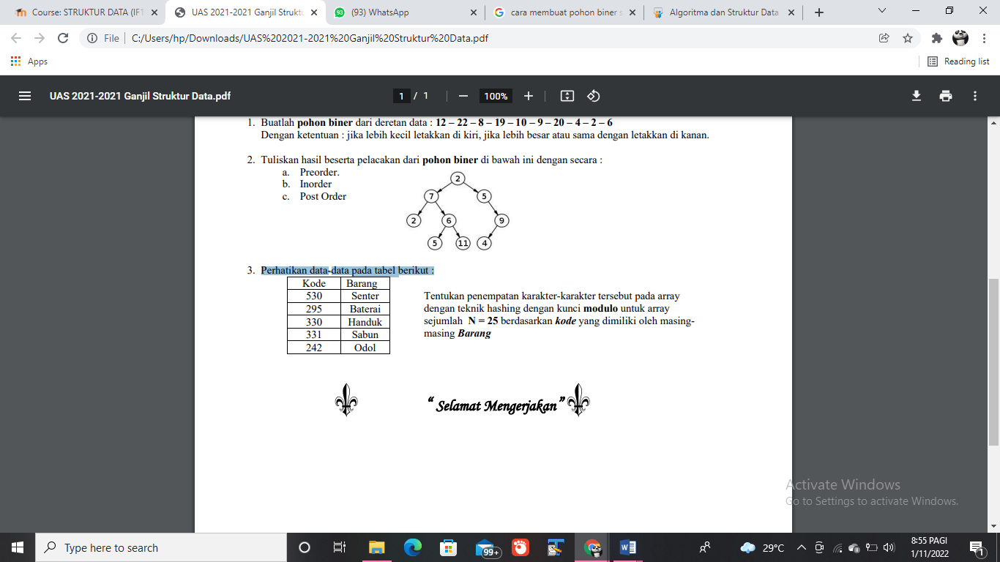 Course: STRUKTUR DATA (IF1
UAS 2021-2021 Ganjil Struktu
(93) WhatsApp
cara membuat pohon biner s
Algoritma dan Struktur Data
File
C:/Users/hp/Downloads/UAS%202021-2021%20Ganjil%20Struktur%20Data.pdf
Apps
Reading list
UAS 2021-2021 Ganjil Struktur Data.pdf
1 / 1
100%
1. Buatlah pohon biner dari deretan data : 12 – 22 – 8 – 19 – 10 – 9 – 20 – 4 – 2 – 6
Dengan ketentuan : jika lebih kecil letakkan di kiri, jika lebih besar atau sama dengan letakkan di kanan.
2. Tuliskan hasil beserta pelacakan dari pohon biner di bawah ini dengan secara :
a. Preorder.
b. Inorder
c. Post Order
2
7 5
2 6 9
5 11 4
3. Perhatikan data-data pada tabel berikut :
Kode Barang
530 Senter
295 Baterai
330 Handuk
331 Sabun
242 Odol
Tentukan penempatan karakter-karakter tersebut pada array
dengan teknik hashing dengan kunci modulo untuk array
sejumlah N = 25 berdasarkan kode yang dimiliki oleh masing-
masing Barang
“ Selamat Mengerjakan”
Activate Windows
Go to Settings to activate Windows.
Type here to search
99+
29°C
8:55 PAGI
1/11/2022
1